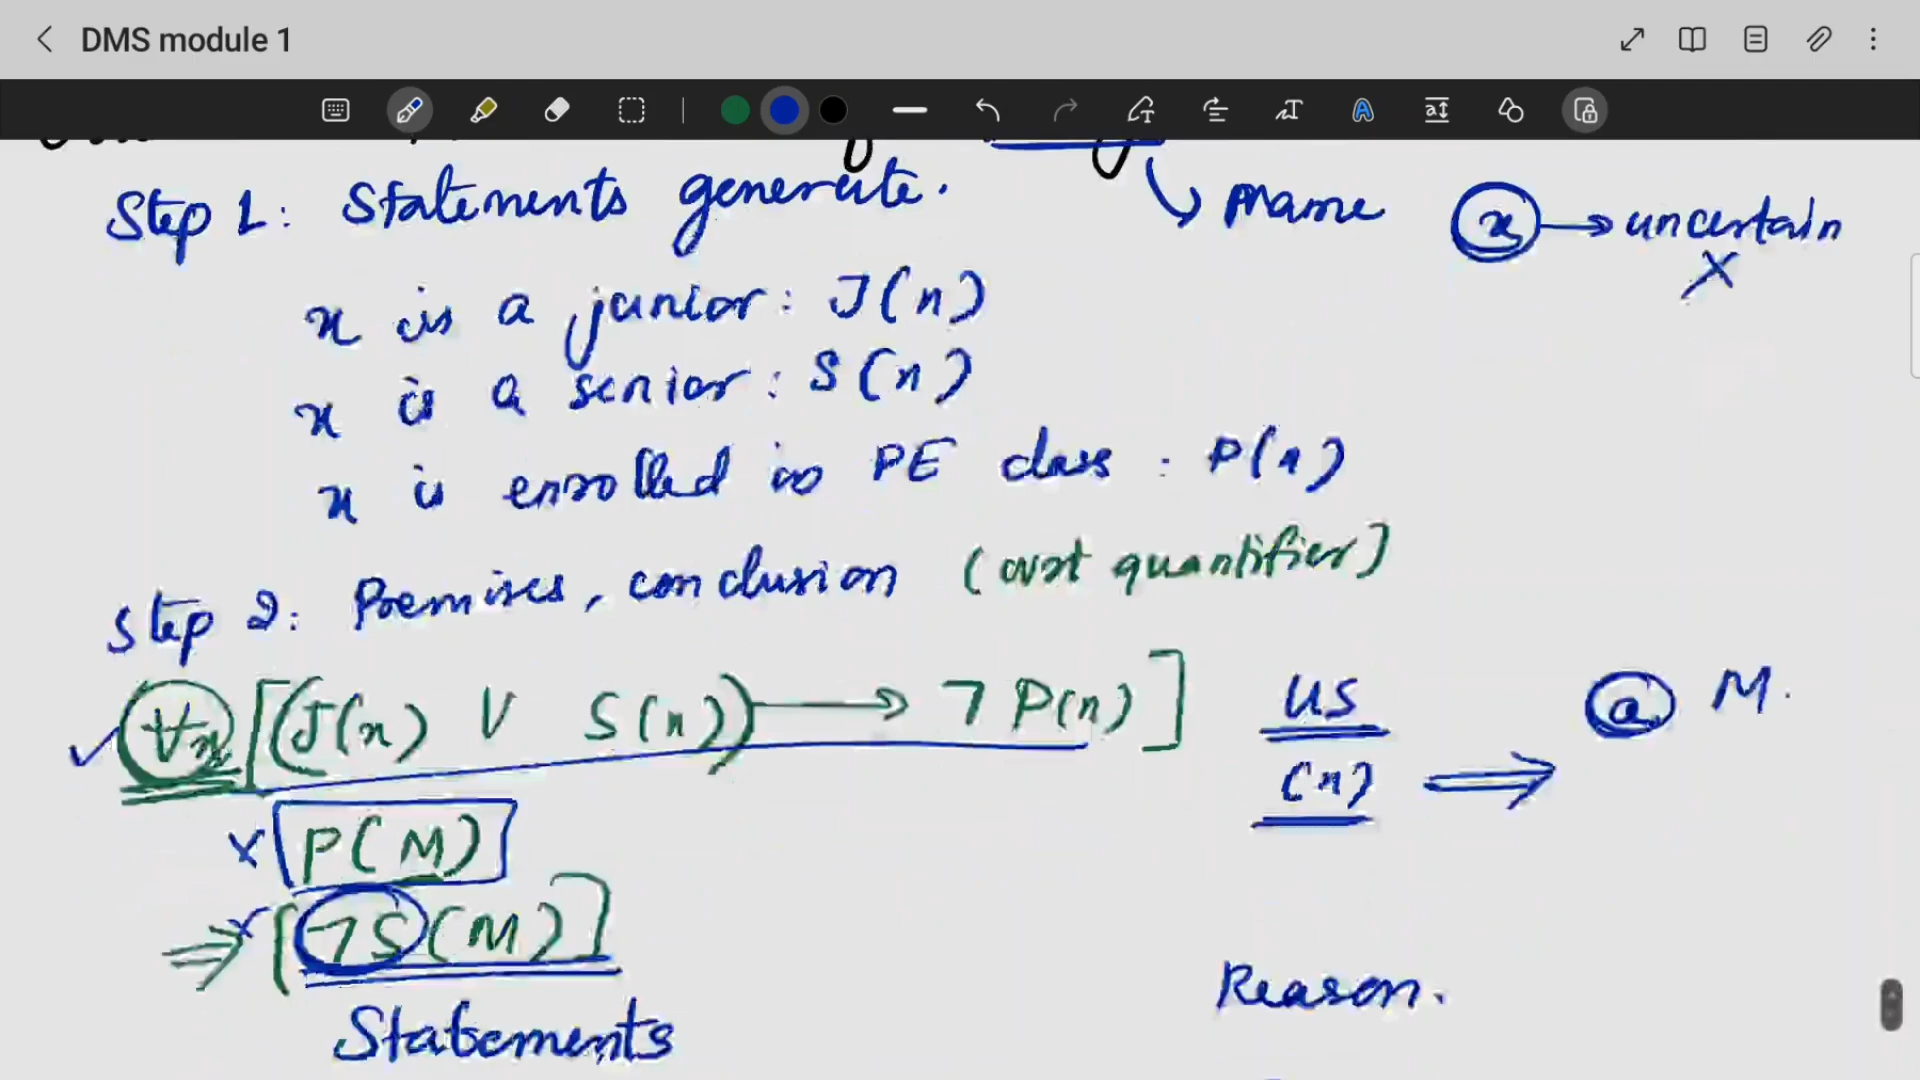 DMS module 1
Step 1: Statements generate. → Mame x → uncertain
X
x is a junior: J(x)
x is a senior: S(x)
x is enrolled in PE class: P(x)
Step 2: Premises, conclusion (wrt quantifier)
✓ ∀x [(J(x) V S(x)) → ¬ P(x)] US a M.
(x) ⇒
x P(M)
⇒ [¬S(M)]
Statements Reason.